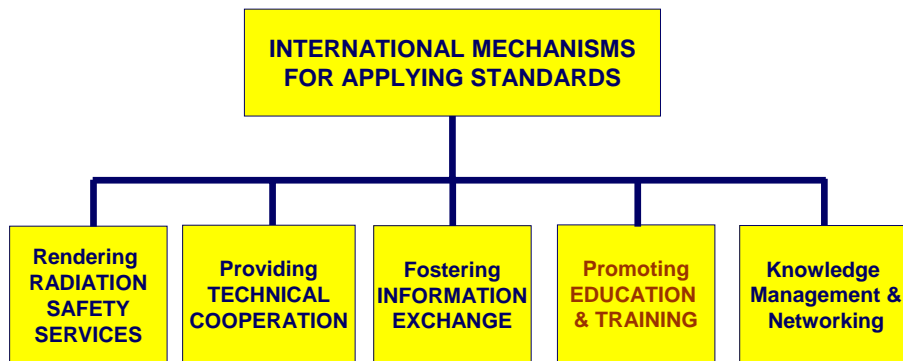 INTERNATIONAL MECHANISMS
FOR APPLYING STANDARDS
Rendering
RADIATION
SAFETY
SERVICES
Providing
TECHNICAL
COOPERATION
Fostering
INFORMATION
EXCHANGE
Promoting
EDUCATION
& TRAINING
Knowledge
Management &
Networking